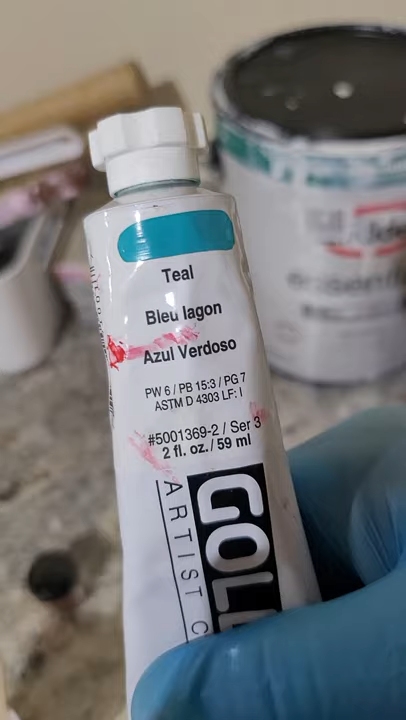 Teal
Bleu lagon
Azul Verdoso
PW 6 / PB 15:3 / PG 7
ASTM D 4303 LF: I
#5001369-2 / Ser 3
2 fl. oz. / 59 ml
GOL
ARTIST C